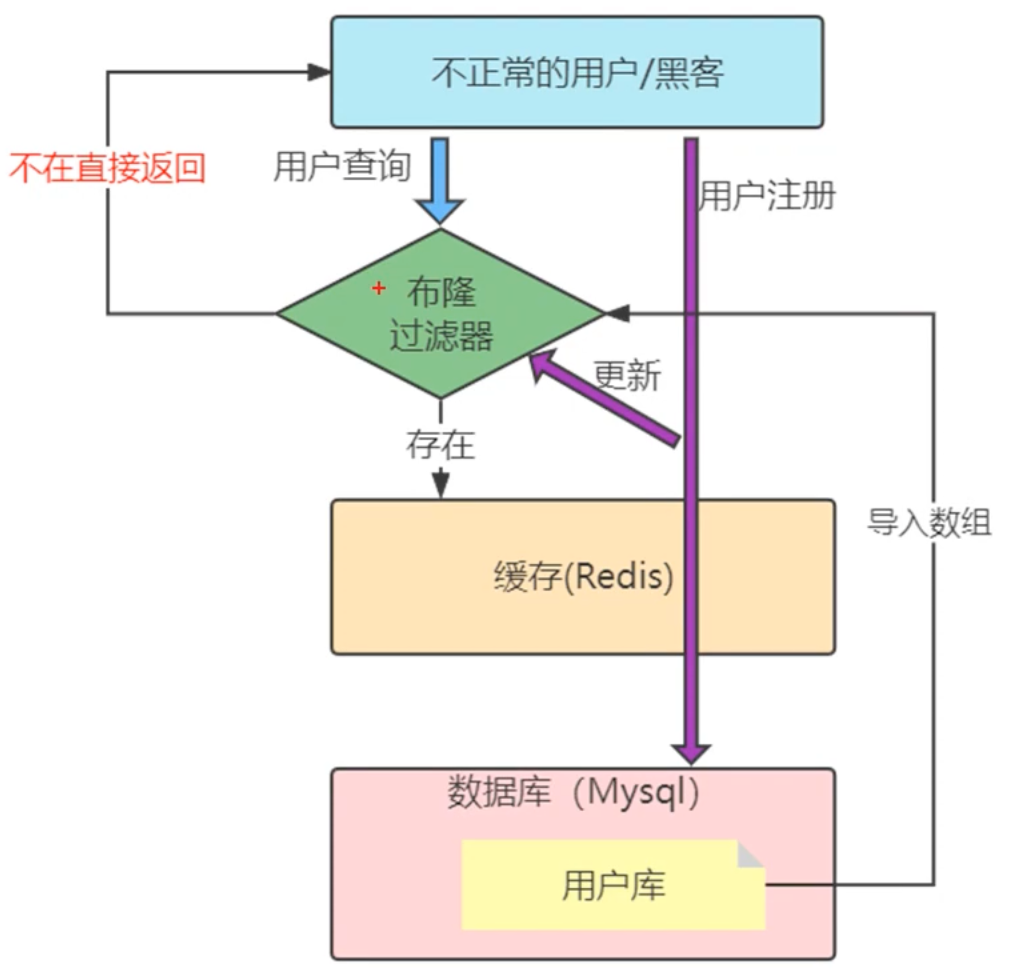 不正常的用户/黑客
不在直接返回
用户查询
用户注册
布隆
过滤器
更新
存在
导入数组
缓存(Redis)
数据库（Mysql）
用户库